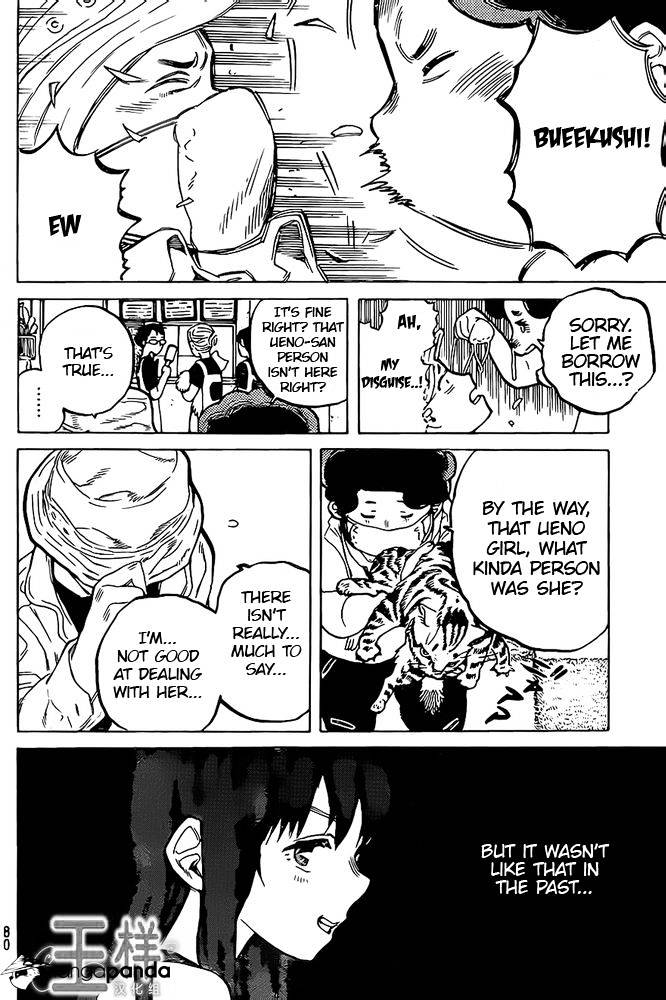 BUEEKUSHI!
EW
SORRY.
LET ME
BORROW
THIS...?
AH,
MY
DISGUISE..!
IT'S FINE
RIGHT? THAT
UENO-SAN
PERSON
ISN'T HERE
RIGHT?
THAT'S
TRUE...
BY THE WAY,
THAT UENO
GIRL, WHAT
KINDA PERSON
WAS SHE?
THERE
ISN'T
REALLY...
MUCH TO
SAY...
I'M...
NOT GOOD
AT DEALING
WITH HER...
BUT IT WASN'T
LIKE THAT IN
THE PAST...
80
王样
mangapanda
汉化组